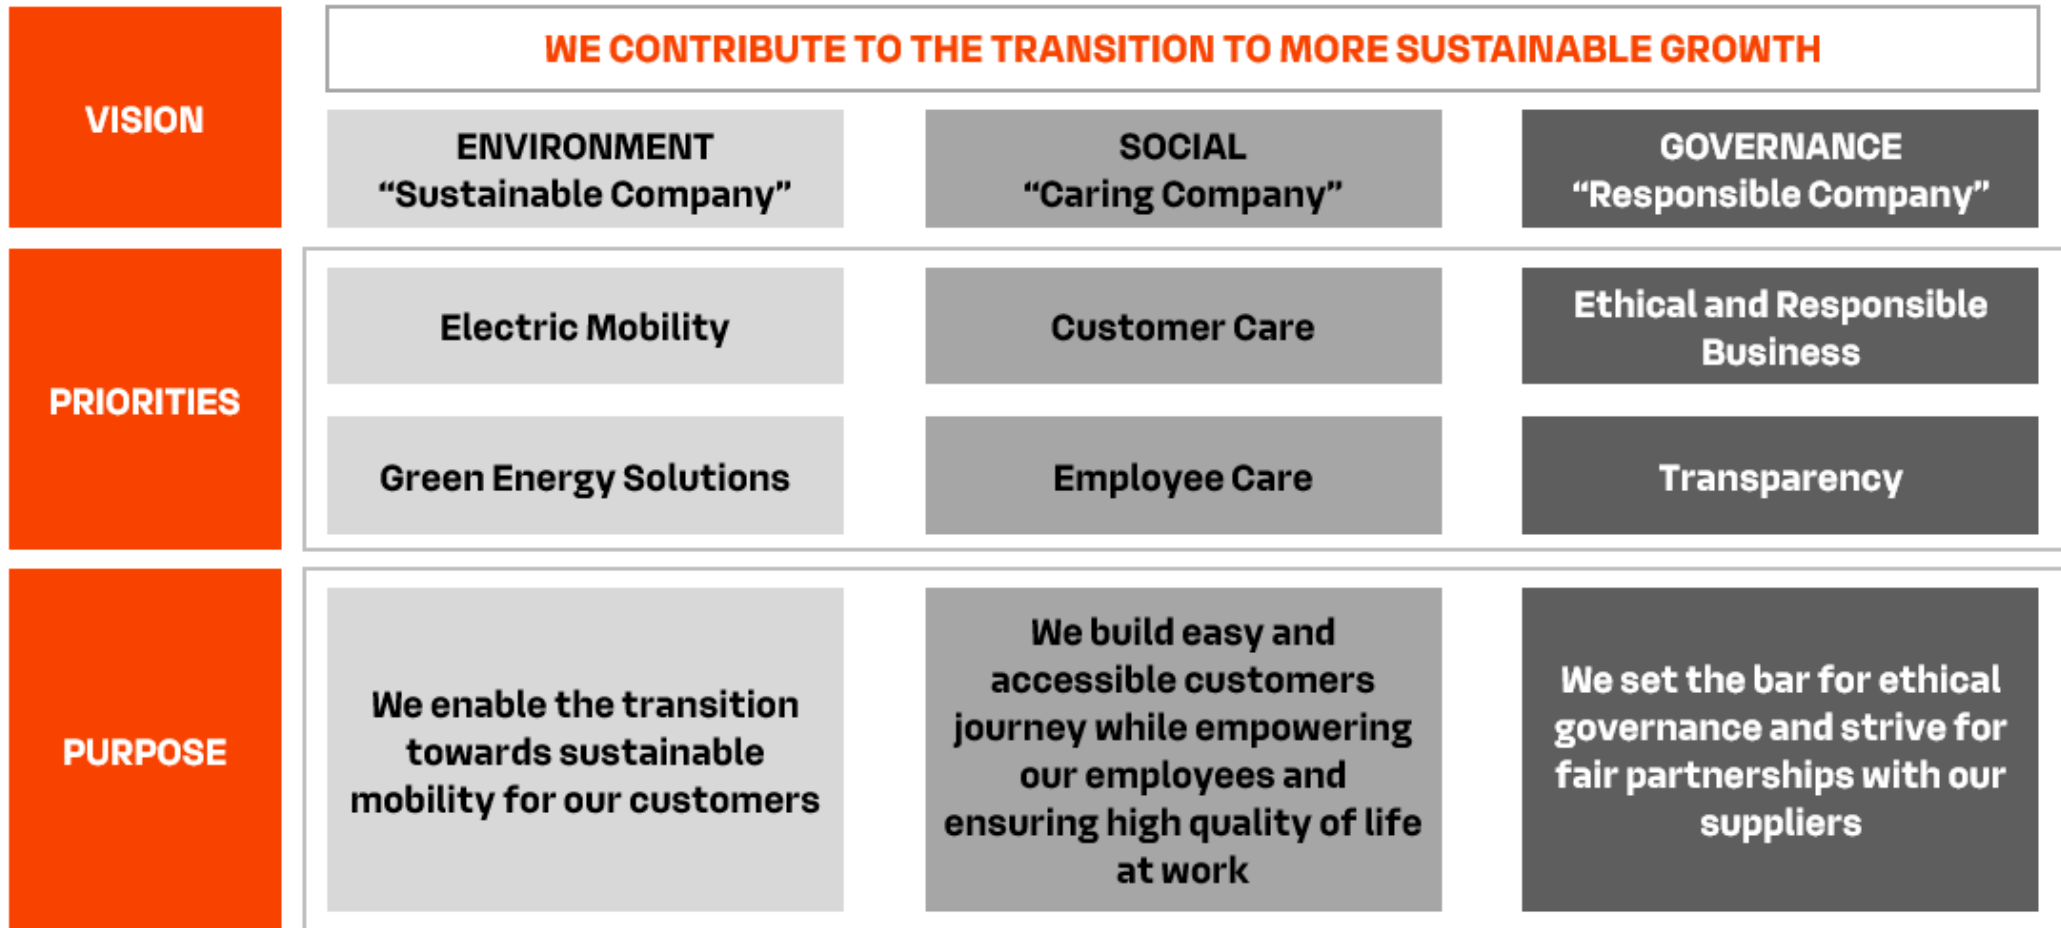 VISION
WE CONTRIBUTE TO THE TRANSITION TO MORE SUSTAINABLE GROWTH
ENVIRONMENT
“Sustainable Company”
SOCIAL
“Caring Company”
GOVERNANCE
“Responsible Company”
PRIORITIES
Electric Mobility
Customer Care
Ethical and Responsible
Business
Green Energy Solutions
Employee Care
Transparency
PURPOSE
We enable the transition
towards sustainable
mobility for our customers
We build easy and
accessible customers
journey while empowering
our employees and
ensuring high quality of life
at work
We set the bar for ethical
governance and strive for
fair partnerships with our
suppliers